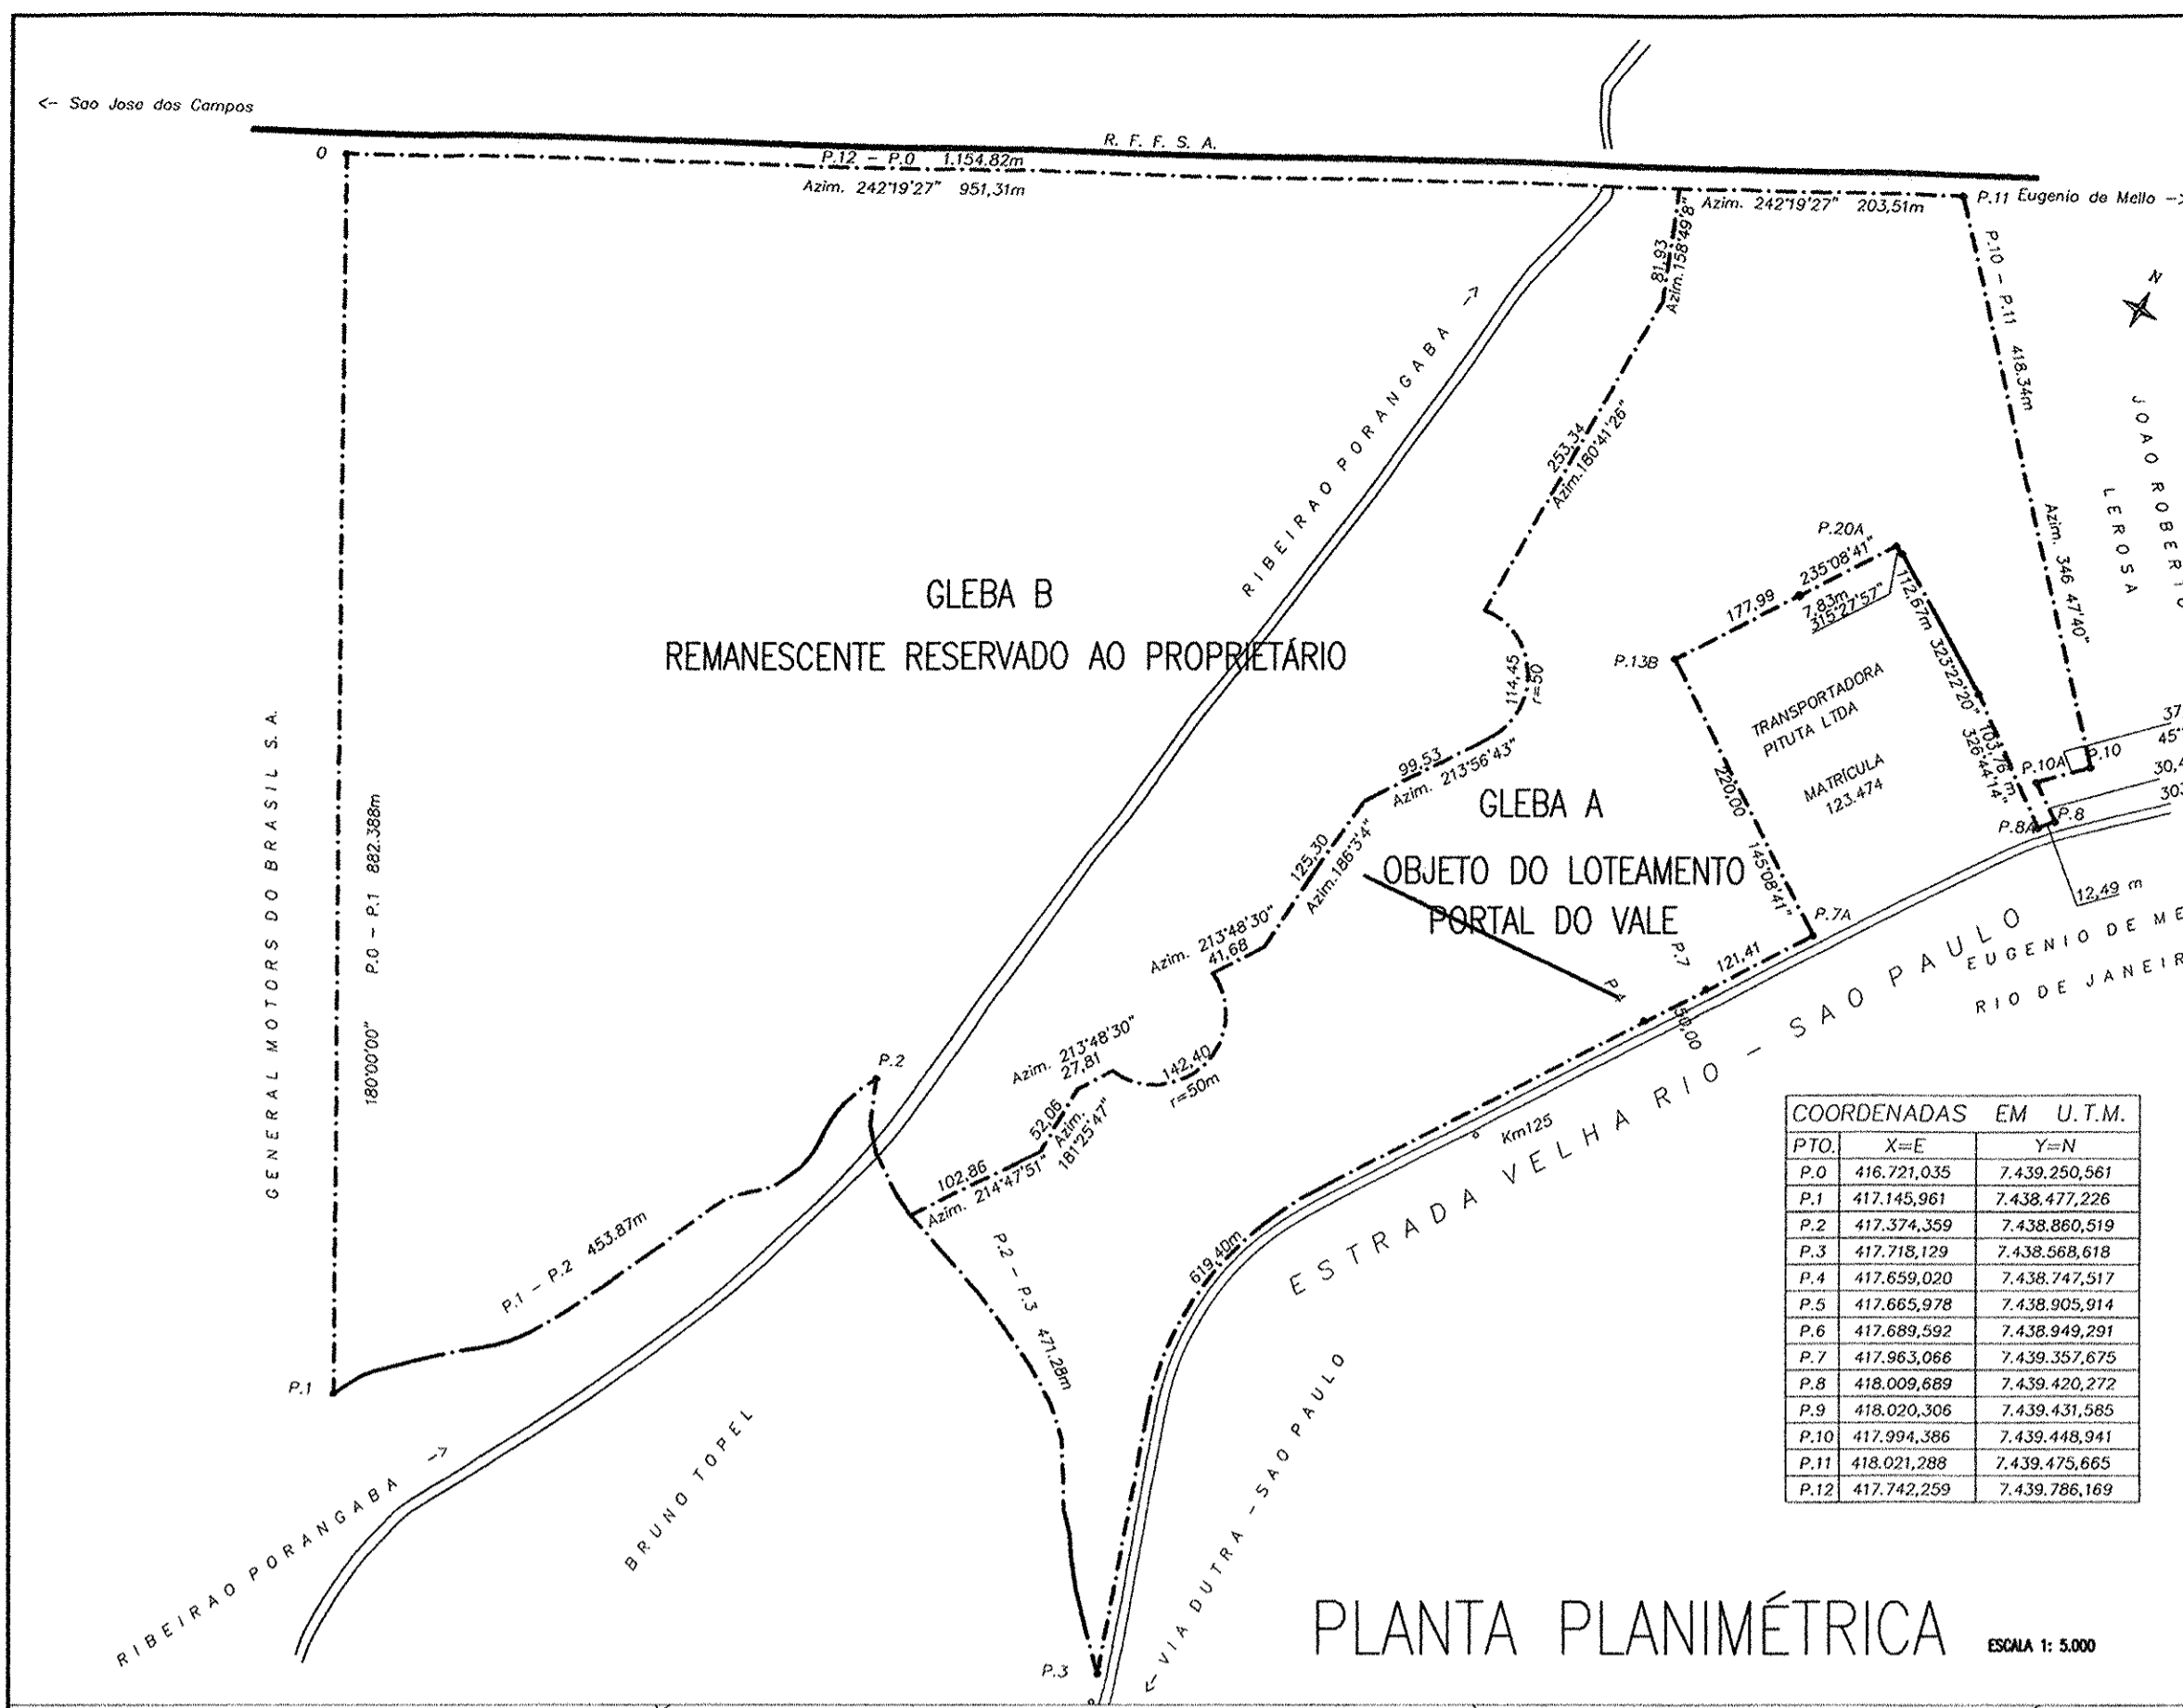 <- Sao Jose dos Campos
R. F. F. S. A.
O
P.12 - P.0 1.154,82m
Azim. 242°19'27" 951,31m
Azim. 242°19'27" 203,51m
P.11 Eugenio de Mello ->
81,93
Azim.158°49'8"
P.10 - P.11 418.34m
Azim. 346 47'40"
N
JOAO ROBERTO
LEROSA
RIBEIRAO PORANGABA ->
253,34
Azim.180°41'26"
GLEBA B
REMANESCENTE RESERVADO AO PROPRIETÁRIO
P.20A
235°08'41"
177,99
7,83m
315°27'57"
112,67m 323°22'20"
103,76 m
326°44'14"
P.13B
114,45
r=50
TRANSPORTADORA
PITUTA LTDA
MATRÍCULA
123.474
220,00 145°08'41"
P.10A
P.10
37
45°
30,4
303
P.8A
P.8
12,49 m
GENERAL MOTORS DO BRASIL S.A.
P.0 - P.1 882.388m
180°00'00"
99,53
Azim. 213°56'43"
GLEBA A
OBJETO DO LOTEAMENTO
PORTAL DO VALE
125,30
Azim.186°3'4"
Azim. 213°48'30"
41,68
P.7A
P.7
121,41
P.4
50,00
EUGENIO DE ME
RIO DE JANEIR
Azim. 213°48'30"
27,81
142,40
r=50m
P.2
52,06
Azim.
181°25'47"
102,86
Azim. 214°47'51"
Km125
ESTRADA VELHA RIO - SAO PAULO
P.1 - P.2 453.87m
P.2 - P.3 471.28m
619,40m
P.1
RIBEIRAO PORANGABA ->
BRUNO TOPEL
<- VIA DUTRA - SAO PAULO
P.3
COORDENADAS EM U.T.M.
PTO. X=E Y=N
P.0 416.721,035 7.439.250,561
P.1 417.145,961 7.438.477,226
P.2 417.374,359 7.438.860,519
P.3 417.718,129 7.438.568,618
P.4 417.659,020 7.438.747,517
P.5 417.665,978 7.438.905,914
P.6 417.689,592 7.438.949,291
P.7 417.963,066 7.439.357,675
P.8 418.009,689 7.439.420,272
P.9 418.020,306 7.439.431,585
P.10 417.994,386 7.439.448,941
P.11 418.021,288 7.439.475,665
P.12 417.742,259 7.439.786,169
PLANTA PLANIMÉTRICA
ESCALA 1: 5.000